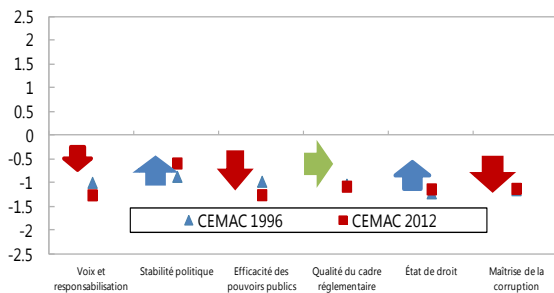 2.5
2
1.5
1
0.5
0
-0.5
-1
-1.5
-2
-2.5
CEMAC 1996 CEMAC 2012
Voix et responsabilisation
Stabilité politique
Efficacité des pouvoirs publics
Qualité du cadre réglementaire
État de droit
Maîtrise de la corruption